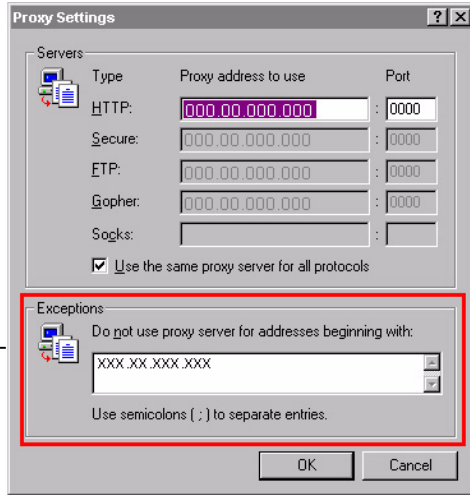 Proxy Settings
Servers
Type Proxy address to use Port
HTTP: 000.00.000.000 : 0000
Secure: 000.00.000.000 : 0000
FTP: 000.00.000.000 : 0000
Gopher: 000.00.000.000 : 0000
Socks: :
Use the same proxy server for all protocols
Exceptions
Do not use proxy server for addresses beginning with:
XXX.XX.XXX.XXX
Use semicolons ( ; ) to separate entries.
OK Cancel